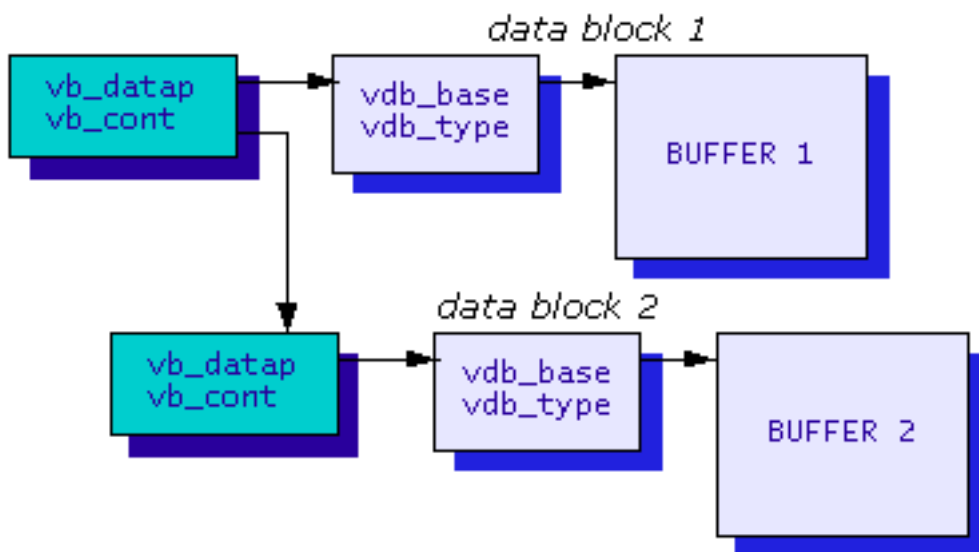 data block 1
vb_datap
vb_cont
vdb_base
vdb_type
BUFFER 1
data block 2
vb_datap
vb_cont
vdb_base
vdb_type
BUFFER 2